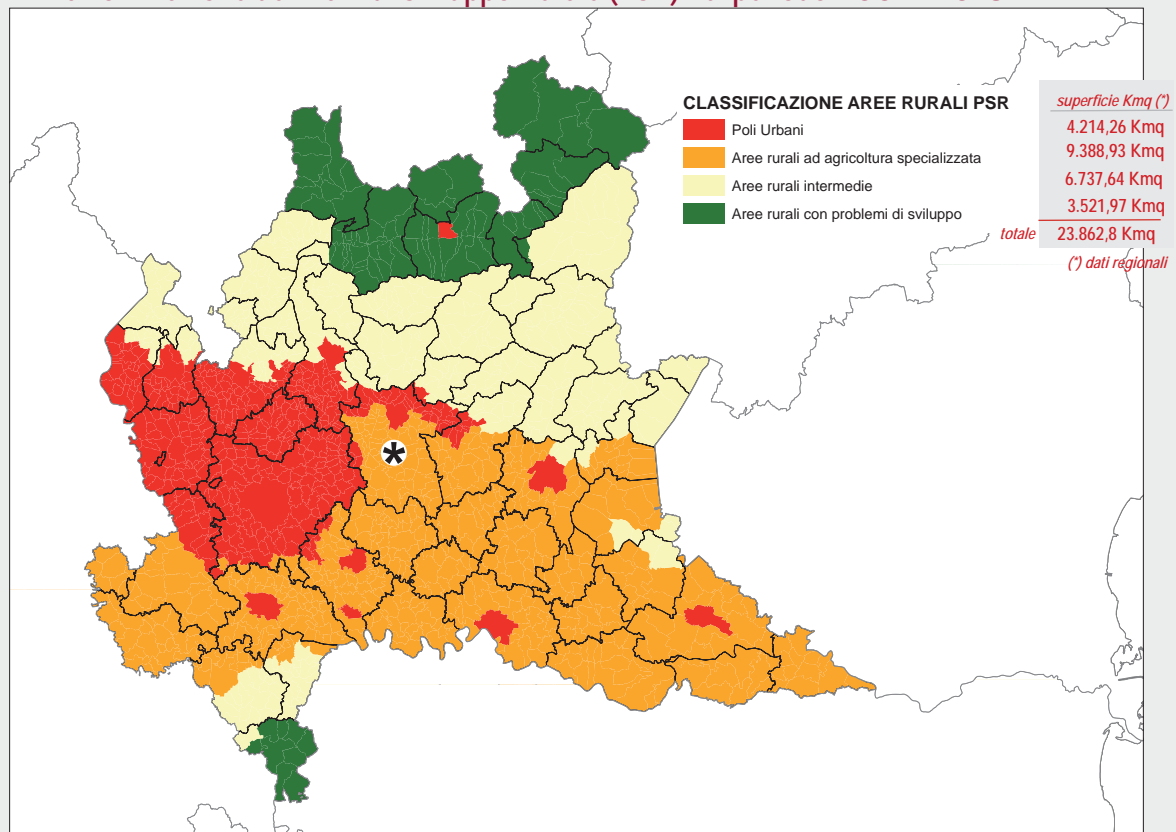 CLASSIFICAZIONE AREE RURALI PSR
superficie Kmq (*)
Poli Urbani
4.214,26 Kmq
Aree rurali ad agricoltura specializzata
9.388,93 Kmq
Aree rurali intermedie
6.737,64 Kmq
Aree rurali con problemi di sviluppo
3.521,97 Kmq
totale 23.862,8 Kmq
(*) dati regionali
*